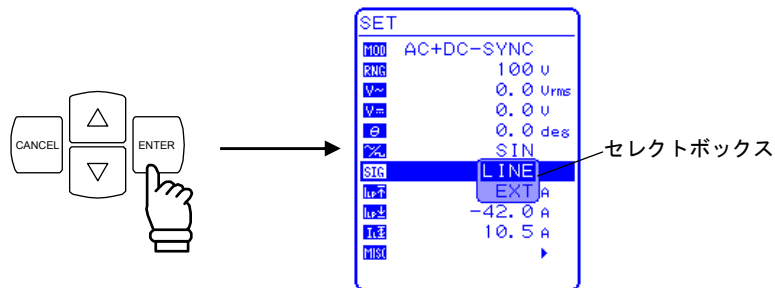 CANCEL
△
▽
ENTER
SET
MOD AC+DC-SYNC
RNG 100 V
V~ 0.0 Vrms
V⎓ 0.0 V
θ 0.0 deg
SIN
SIG LINE
EXT A
-42.0 A
10.5 A
MISC
セレクトボックス